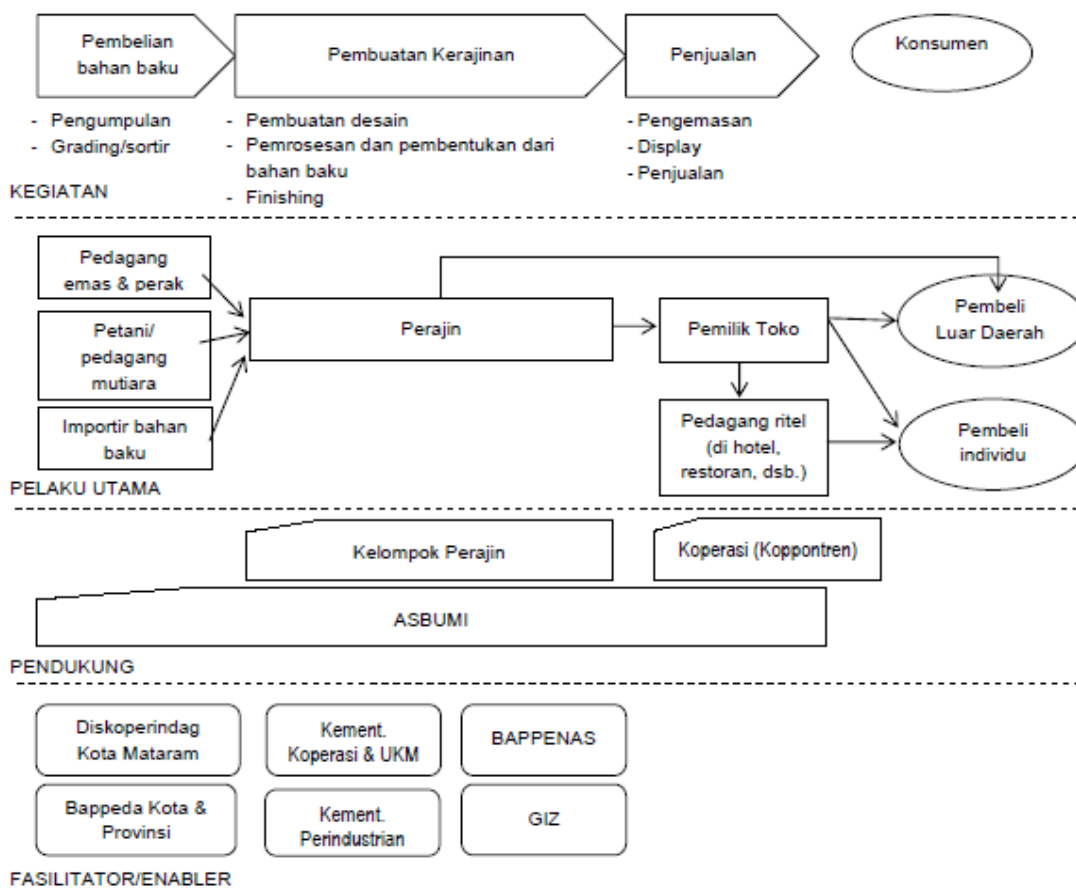 Pembelian
bahan baku
Pembuatan Kerajinan
Penjualan
Konsumen
- Pengumpulan
- Grading/sortir
- Pembuatan desain
- Pemrosesan dan pembentukan dari
bahan baku
- Finishing
- Pengemasan
- Display
- Penjualan
KEGIATAN
Pedagang
emas & perak
Petani/
pedagang
mutiara
Importir bahan
baku
Perajin
Pemilik Toko
Pedagang ritel
(di hotel,
restoran, dsb.)
Pembeli
Luar Daerah
Pembeli
individu
PELAKU UTAMA
Kelompok Perajin
Koperasi (Koppontren)
ASBUMI
PENDUKUNG
Diskoperindag
Kota Mataram
Kement.
Koperasi & UKM
BAPPENAS
Bappeda Kota &
Provinsi
Kement.
Perindustrian
GIZ
FASILITATOR/ENABLER